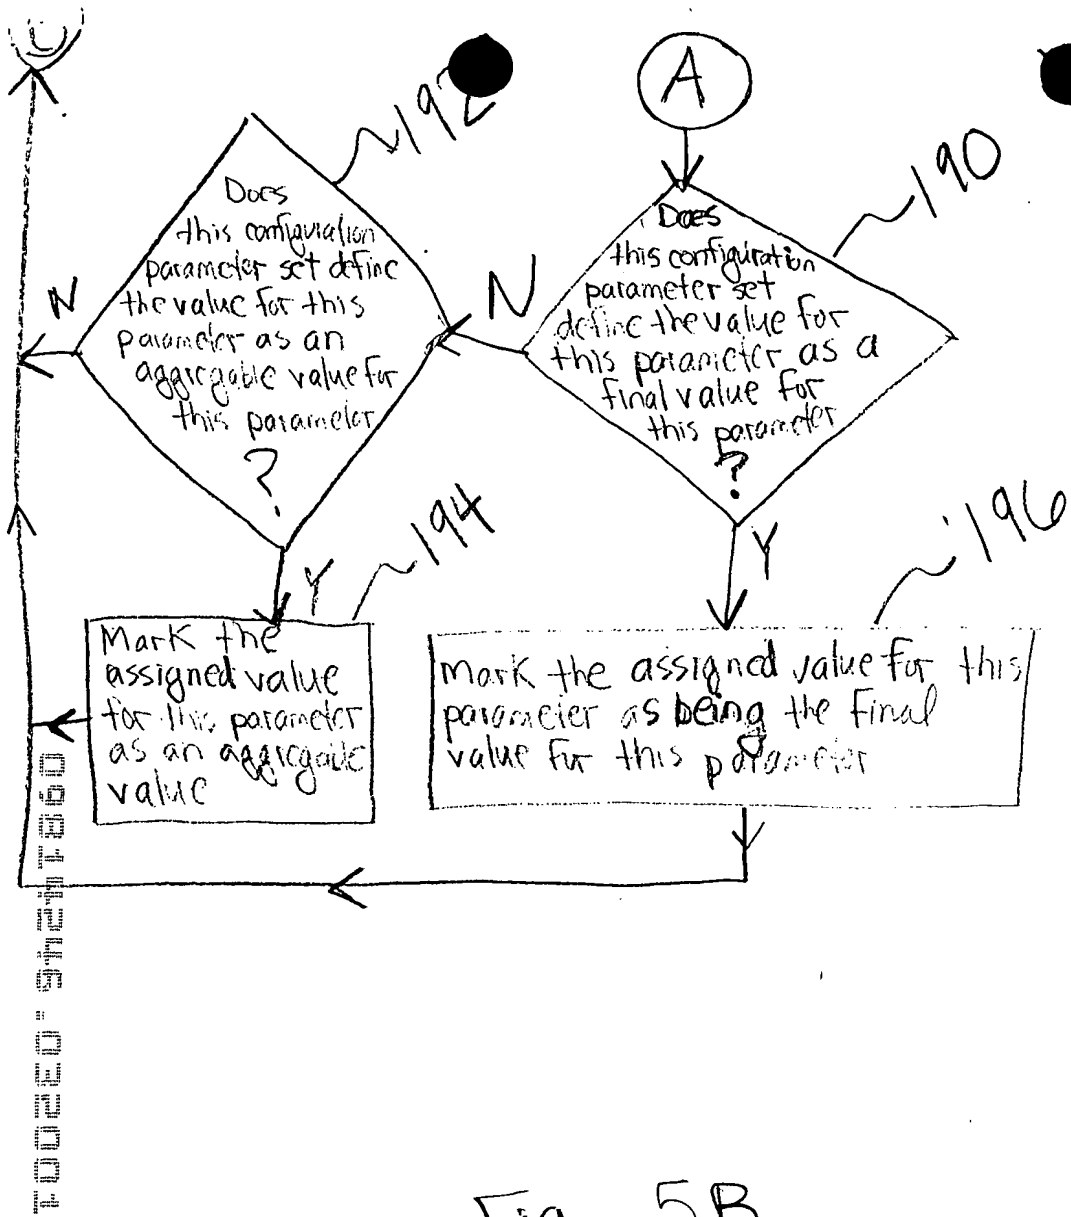 C
A
192
190
Does
this configuration
parameter set define
the value for this
parameter as an
aggregable value for
this parameter
?
N
Does
this configuration
parameter set
define the value for
this parameter as a
final value for
this parameter
?
N
Y
Y
194
196
Mark the
assigned value
for this parameter
as an aggregable
value
Mark the assigned value for this
parameter as being the final
value for this parameter
09814246.032001
Fig 5B